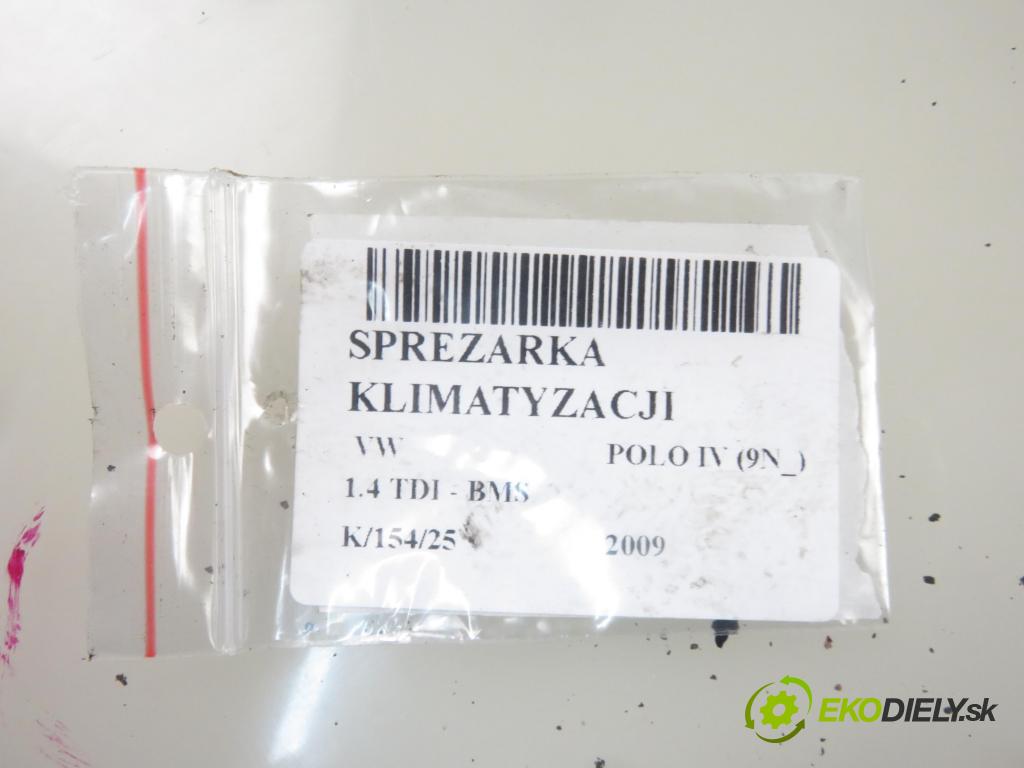 SPREZARKA
KLIMATYZACJI
VW POLO IV (9N_)
1.4 TDI - BMS
K/154/25 2009
EKODIELY.sk